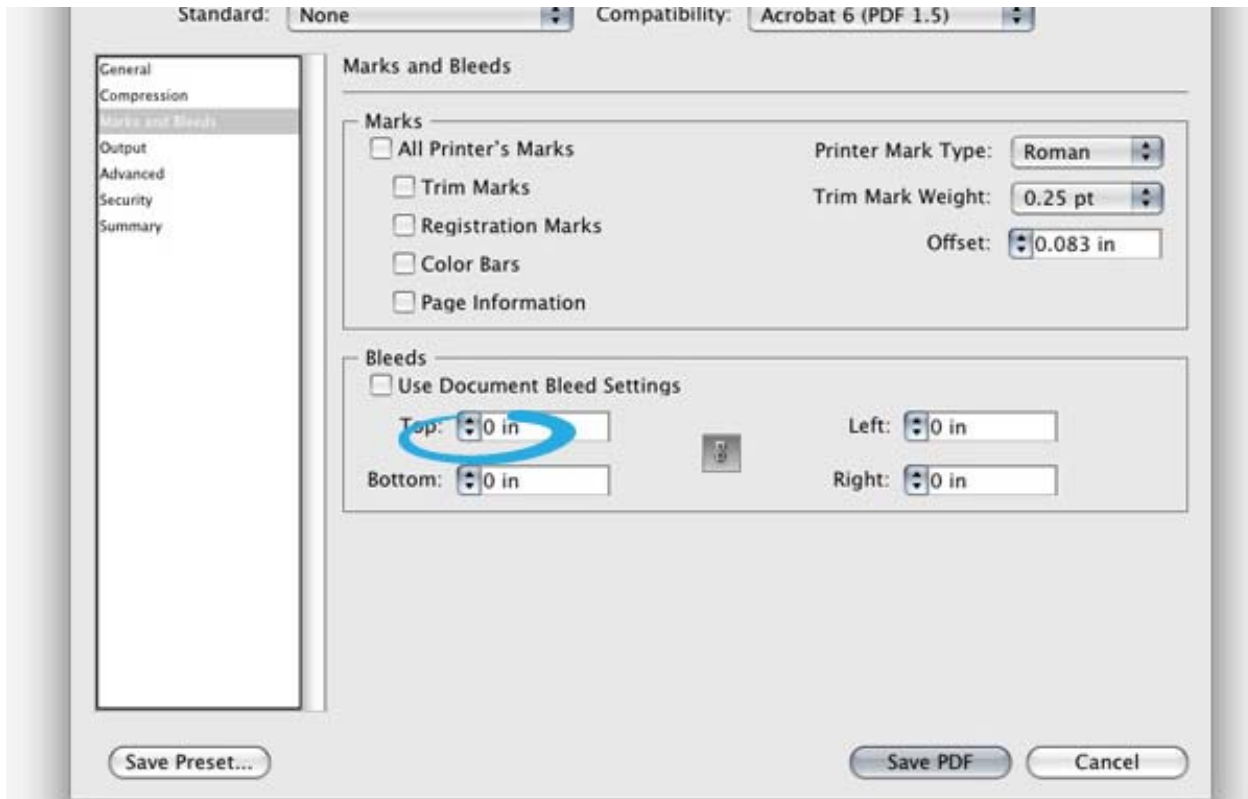 Standard: None Compatibility: Acrobat 6 (PDF 1.5)
General
Compression
Marks and Bleeds
Output
Advanced
Security
Summary
Marks and Bleeds
Marks
All Printer's Marks
Trim Marks
Registration Marks
Color Bars
Page Information
Printer Mark Type: Roman
Trim Mark Weight: 0.25 pt
Offset: 0.083 in
Bleeds
Use Document Bleed Settings
Top: 0 in Left: 0 in
Bottom: 0 in Right: 0 in
Save Preset... Save PDF Cancel